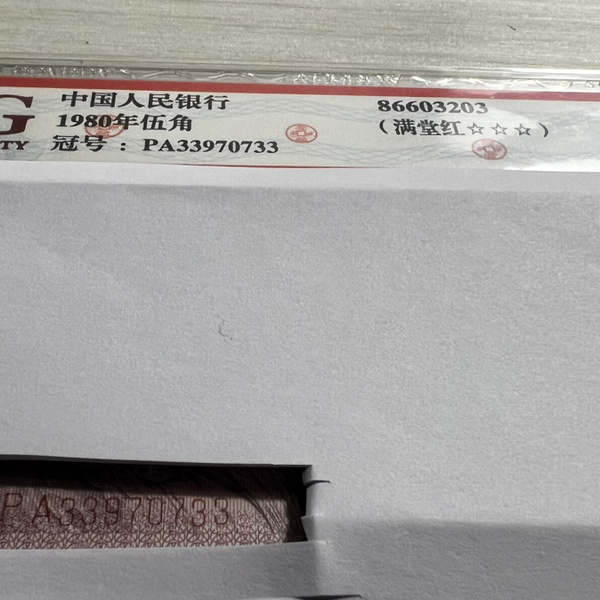 G
TY
中国人民银行
1980年伍角
冠号：PA33970733
86603203
（满堂红☆☆☆）
PA33970733